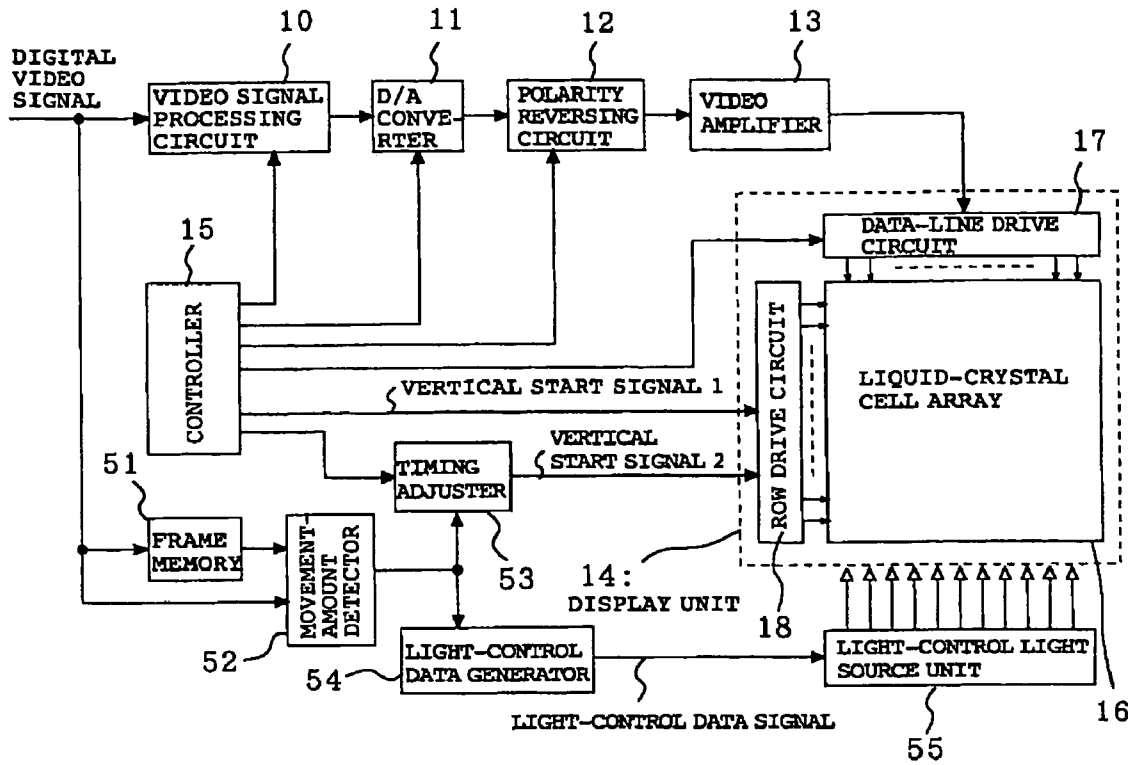 10
11
12
13
DIGITAL
VIDEO
SIGNAL
VIDEO SIGNAL
PROCESSING
CIRCUIT
D/A
CONVE-
RTER
POLARITY
REVERSING
CIRCUIT
VIDEO
AMPLIFIER
17
DATA-LINE DRIVE
CIRCUIT
15
CONTROLLER
ROW DRIVE CIRCUIT
LIQUID-CRYSTAL
CELL ARRAY
VERTICAL START SIGNAL 1
VERTICAL
START SIGNAL 2
TIMING
ADJUSTER
51
FRAME
MEMORY
MOVEMENT-
AMOUNT
DETECTOR
53
52
14:
DISPLAY UNIT
18
54
LIGHT-CONTROL
DATA GENERATOR
LIGHT-CONTROL LIGHT
SOURCE UNIT
16
LIGHT-CONTROL DATA SIGNAL
55